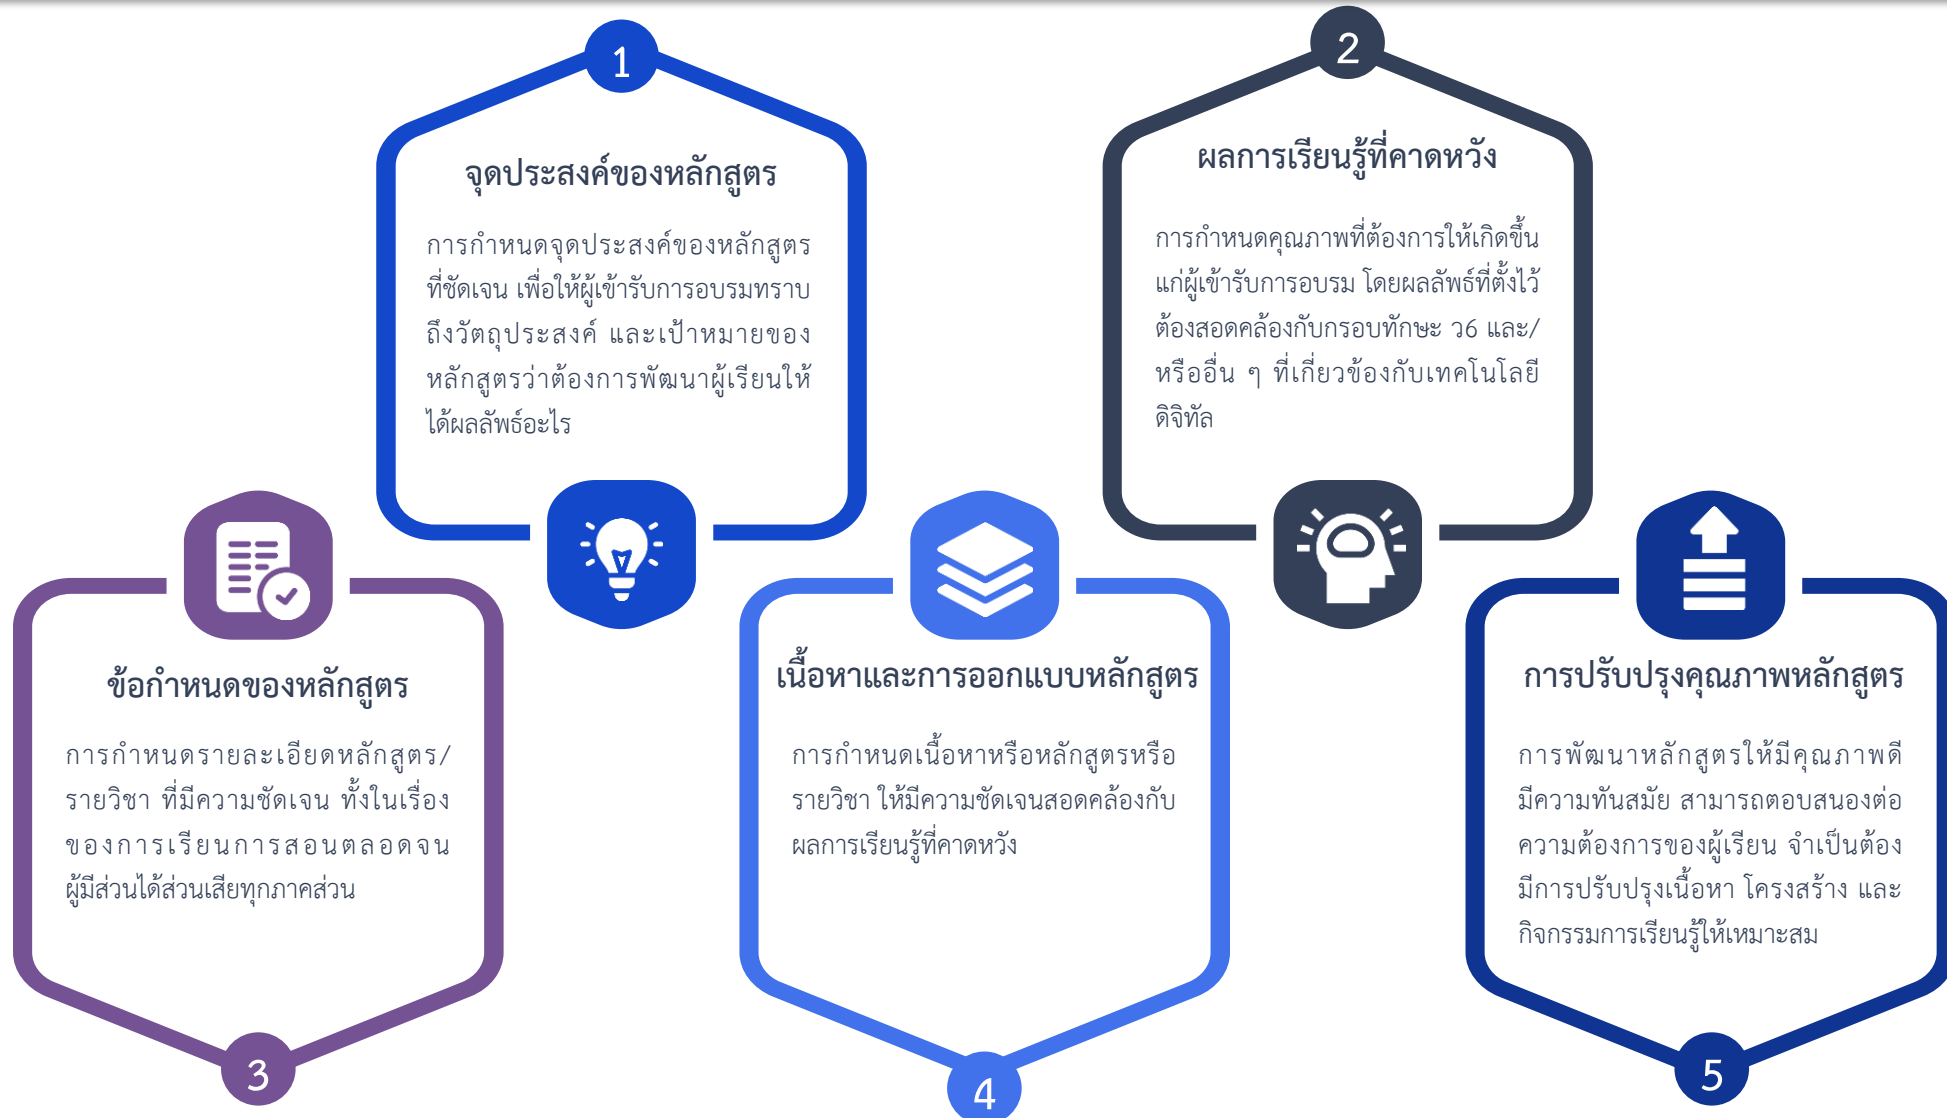 1
จุดประสงค์ของหลักสูตร
การกำหนดจุดประสงค์ของหลักสูตร
ที่ชัดเจน เพื่อให้ผู้เข้ารับการอบรมทราบ
ถึงวัตถุประสงค์ และเป้าหมายของ
หลักสูตรว่าต้องการพัฒนาผู้เรียนให้
ได้ผลลัพธ์อะไร
2
ผลการเรียนรู้ที่คาดหวัง
การกำหนดคุณภาพที่ต้องการให้เกิดขึ้น
แก่ผู้เข้ารับการอบรม โดยผลลัพธ์ที่ตั้งไว้
ต้องสอดคล้องกับกรอบทักษะ ว6 และ/
หรืออื่น ๆ ที่เกี่ยวข้องกับเทคโนโลยี
ดิจิทัล
ข้อกำหนดของหลักสูตร
การกำหนดรายละเอียดหลักสูตร/
รายวิชา ที่มีความชัดเจน ทั้งในเรื่อง
ของการเรียนการสอนตลอดจน
ผู้มีส่วนได้ส่วนเสียทุกภาคส่วน
3
เนื้อหาและการออกแบบหลักสูตร
การกำหนดเนื้อหาหรือหลักสูตรหรือ
รายวิชา ให้มีความชัดเจนสอดคล้องกับ
ผลการเรียนรู้ที่คาดหวัง
4
การปรับปรุงคุณภาพหลักสูตร
การพัฒนาหลักสูตรให้มีคุณภาพดี
มีความทันสมัย สามารถตอบสนองต่อ
ความต้องการของผู้เรียน จำเป็นต้อง
มีการปรับปรุงเนื้อหา โครงสร้าง และ
กิจกรรมการเรียนรู้ให้เหมาะสม
5